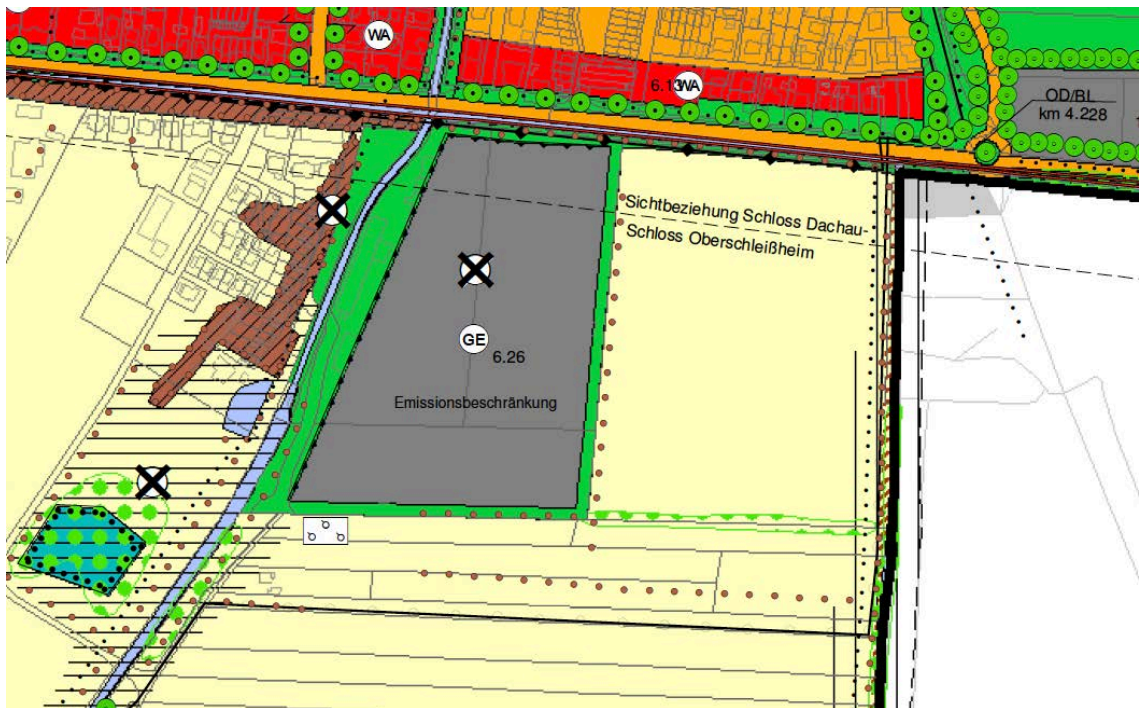 WA
6.13
WA
OD/BL
km 4.228
Sichtbeziehung Schloss Dachau-
Schloss Oberschleißheim
GE
6.26
Emissionsbeschränkung